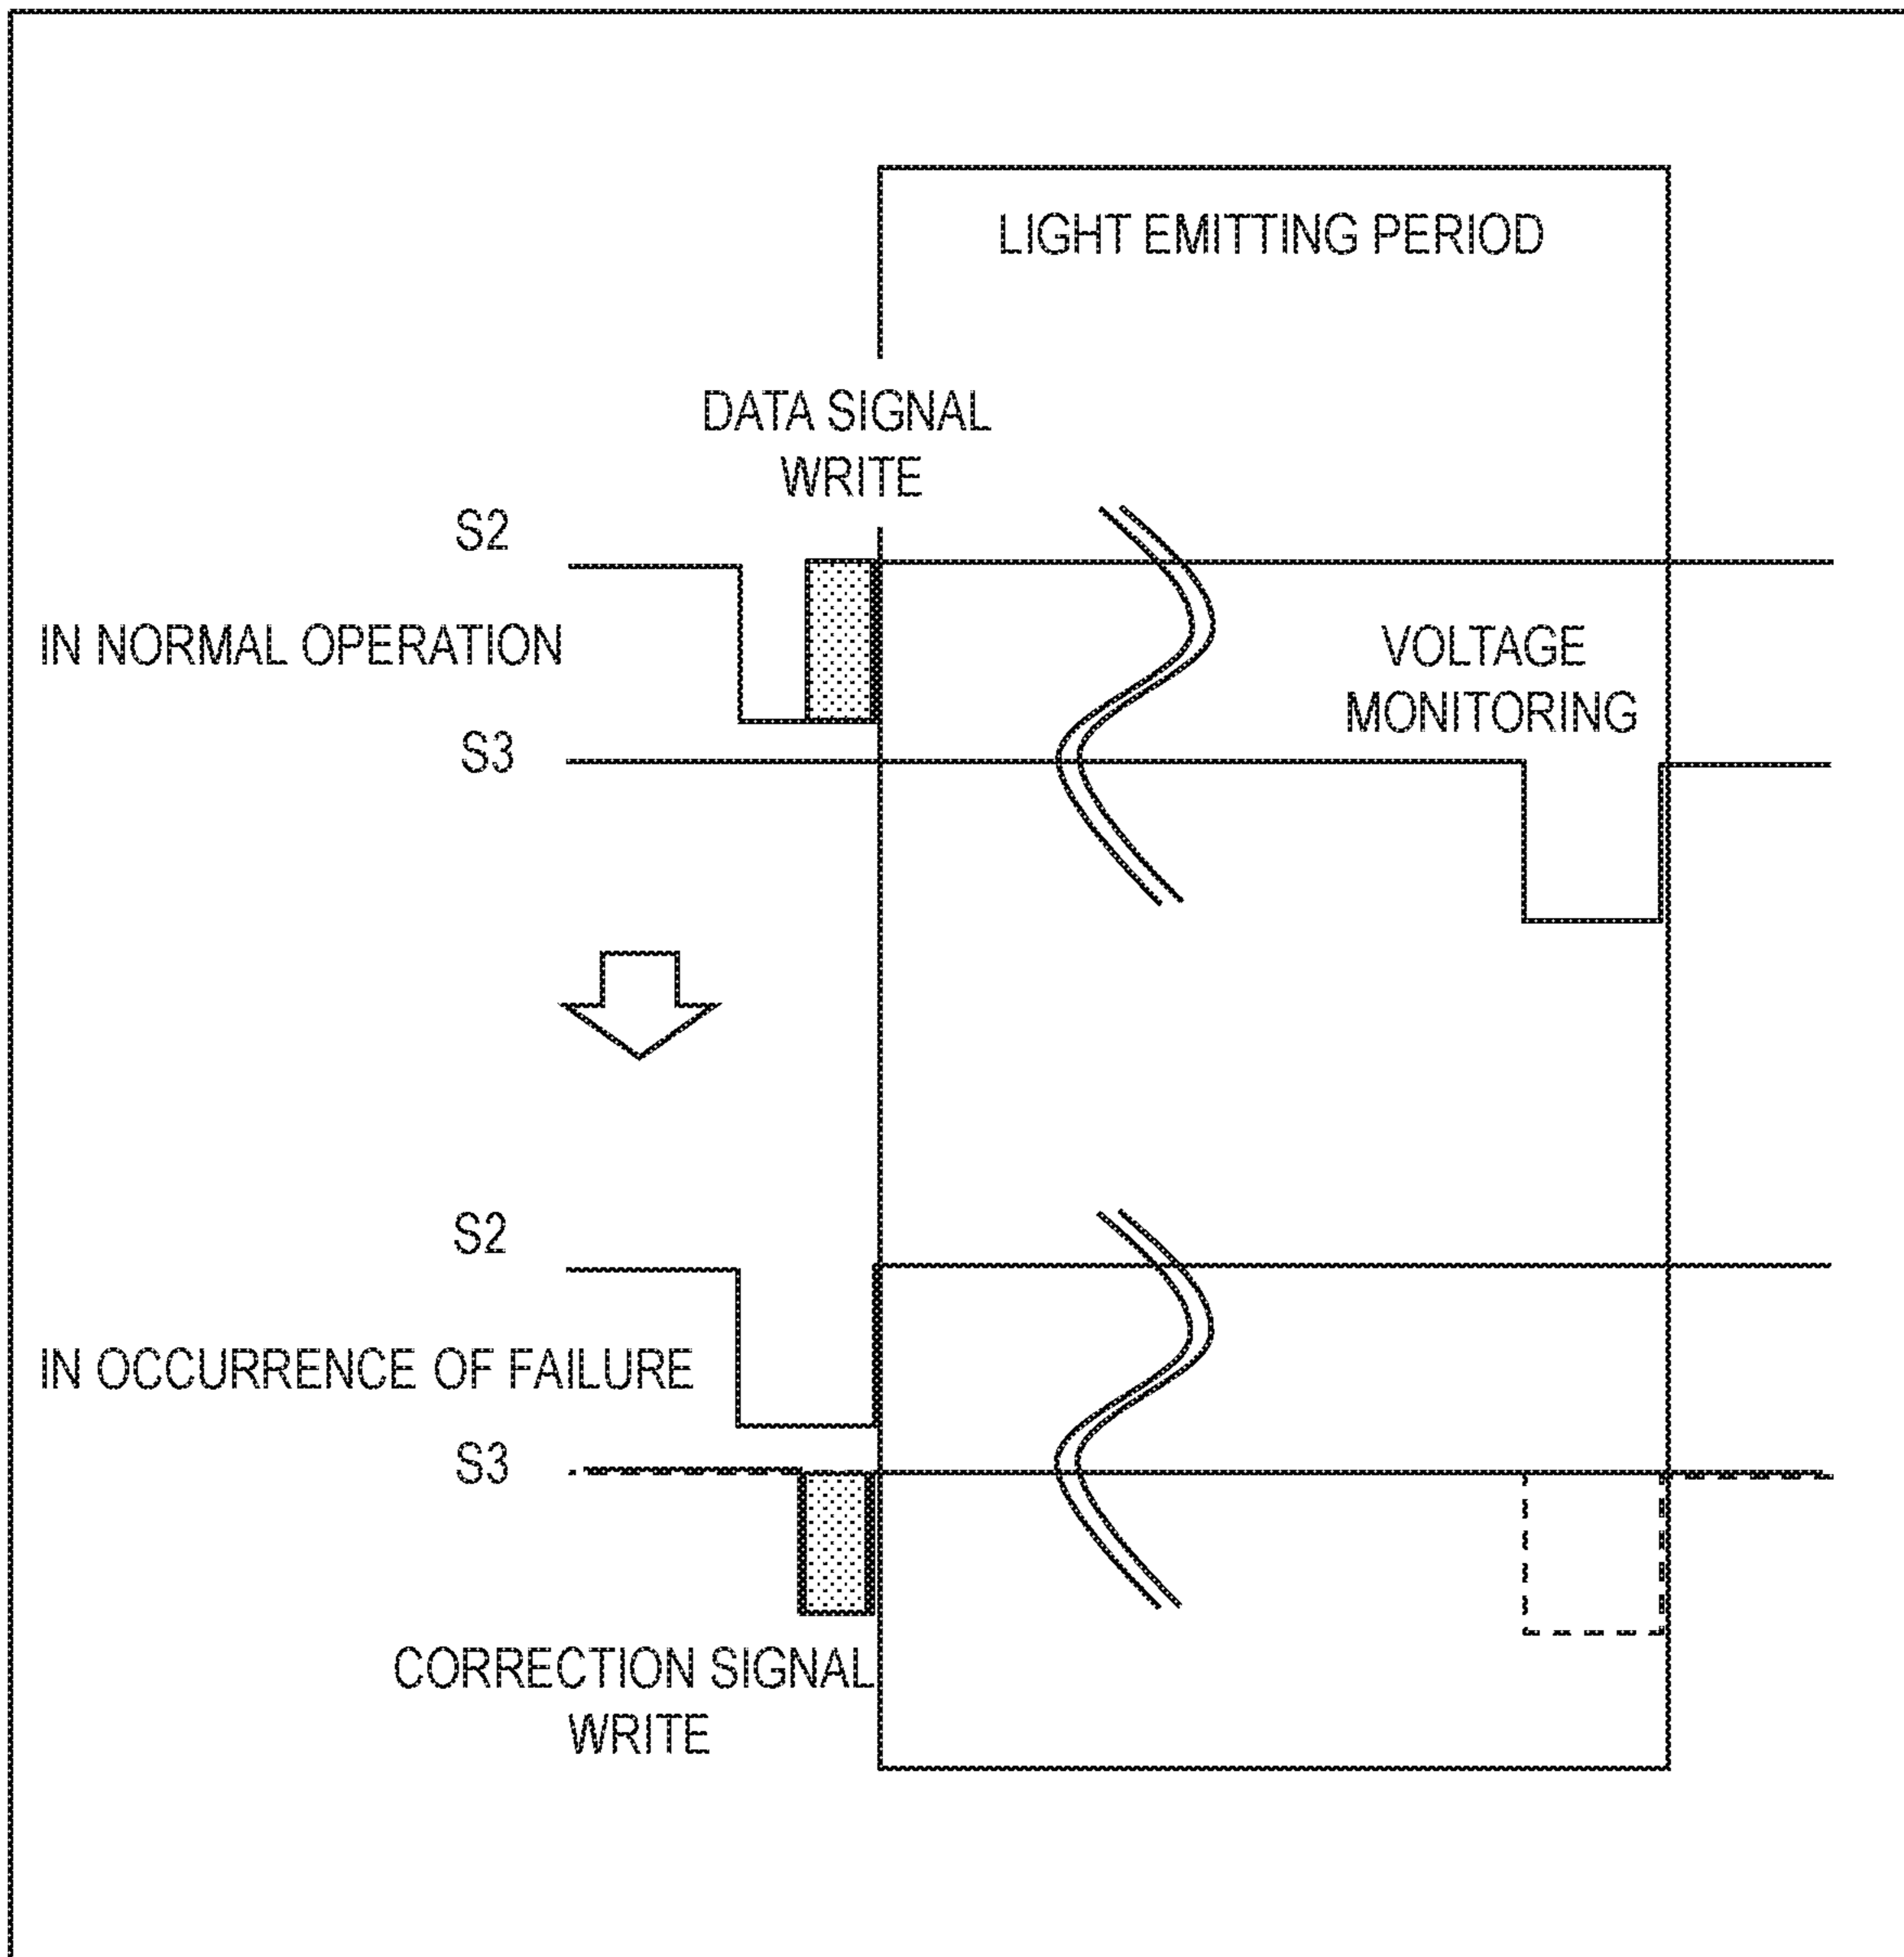 LIGHT EMITTING PERIOD
DATA SIGNAL
WRITE
S2
IN NORMAL OPERATION
VOLTAGE
MONITORING
S3
S2
IN OCCURRENCE OF FAILURE
S3
CORRECTION SIGNAL
WRITE